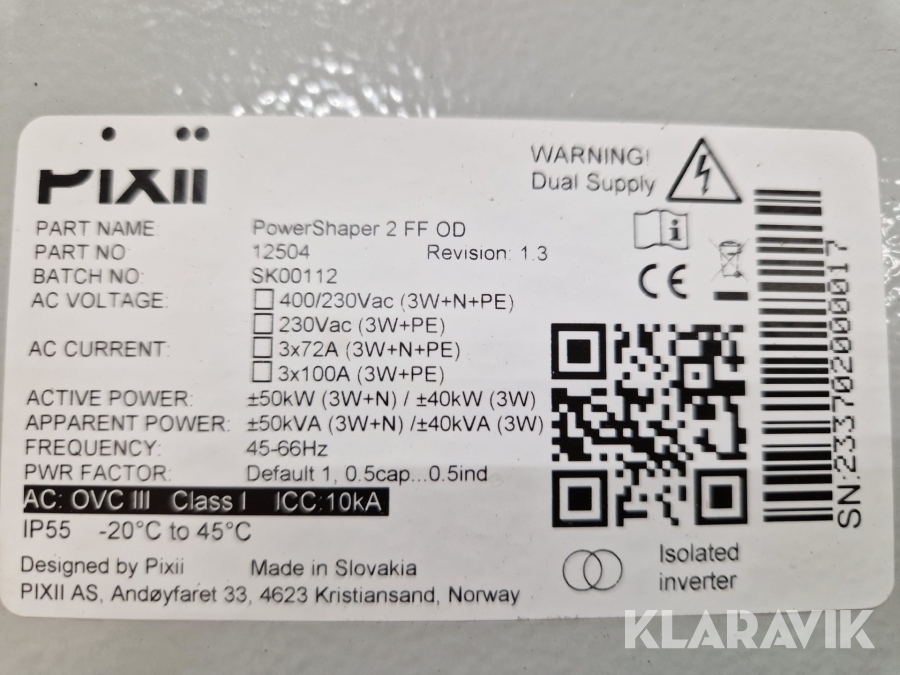 Pixii
WARNING!
Dual Supply
PART NAME: PowerShaper 2 FF OD
PART NO 12504 Revision: 1.3
BATCH NO: SK00112
AC VOLTAGE: 400/230Vac (3W+N+PE)
230Vac (3W+PE)
AC CURRENT: 3x72A (3W+N+PE)
3x100A (3W+PE)
ACTIVE POWER: ±50kW (3W+N) / ±40kW (3W)
APPARENT POWER: ±50kVA (3W+N) /±40kVA (3W)
FREQUENCY: 45-66Hz
PWR FACTOR: Default 1, 0.5cap...0.5ind
AC: OVC III Class I ICC:10kA
IP55 -20°C to 45°C
Designed by Pixii Made in Slovakia
PIXII AS, Andøyfaret 33, 4623 Kristiansand, Norway
CE
SN:2337020000017
Isolated
inverter
KLARAVIK